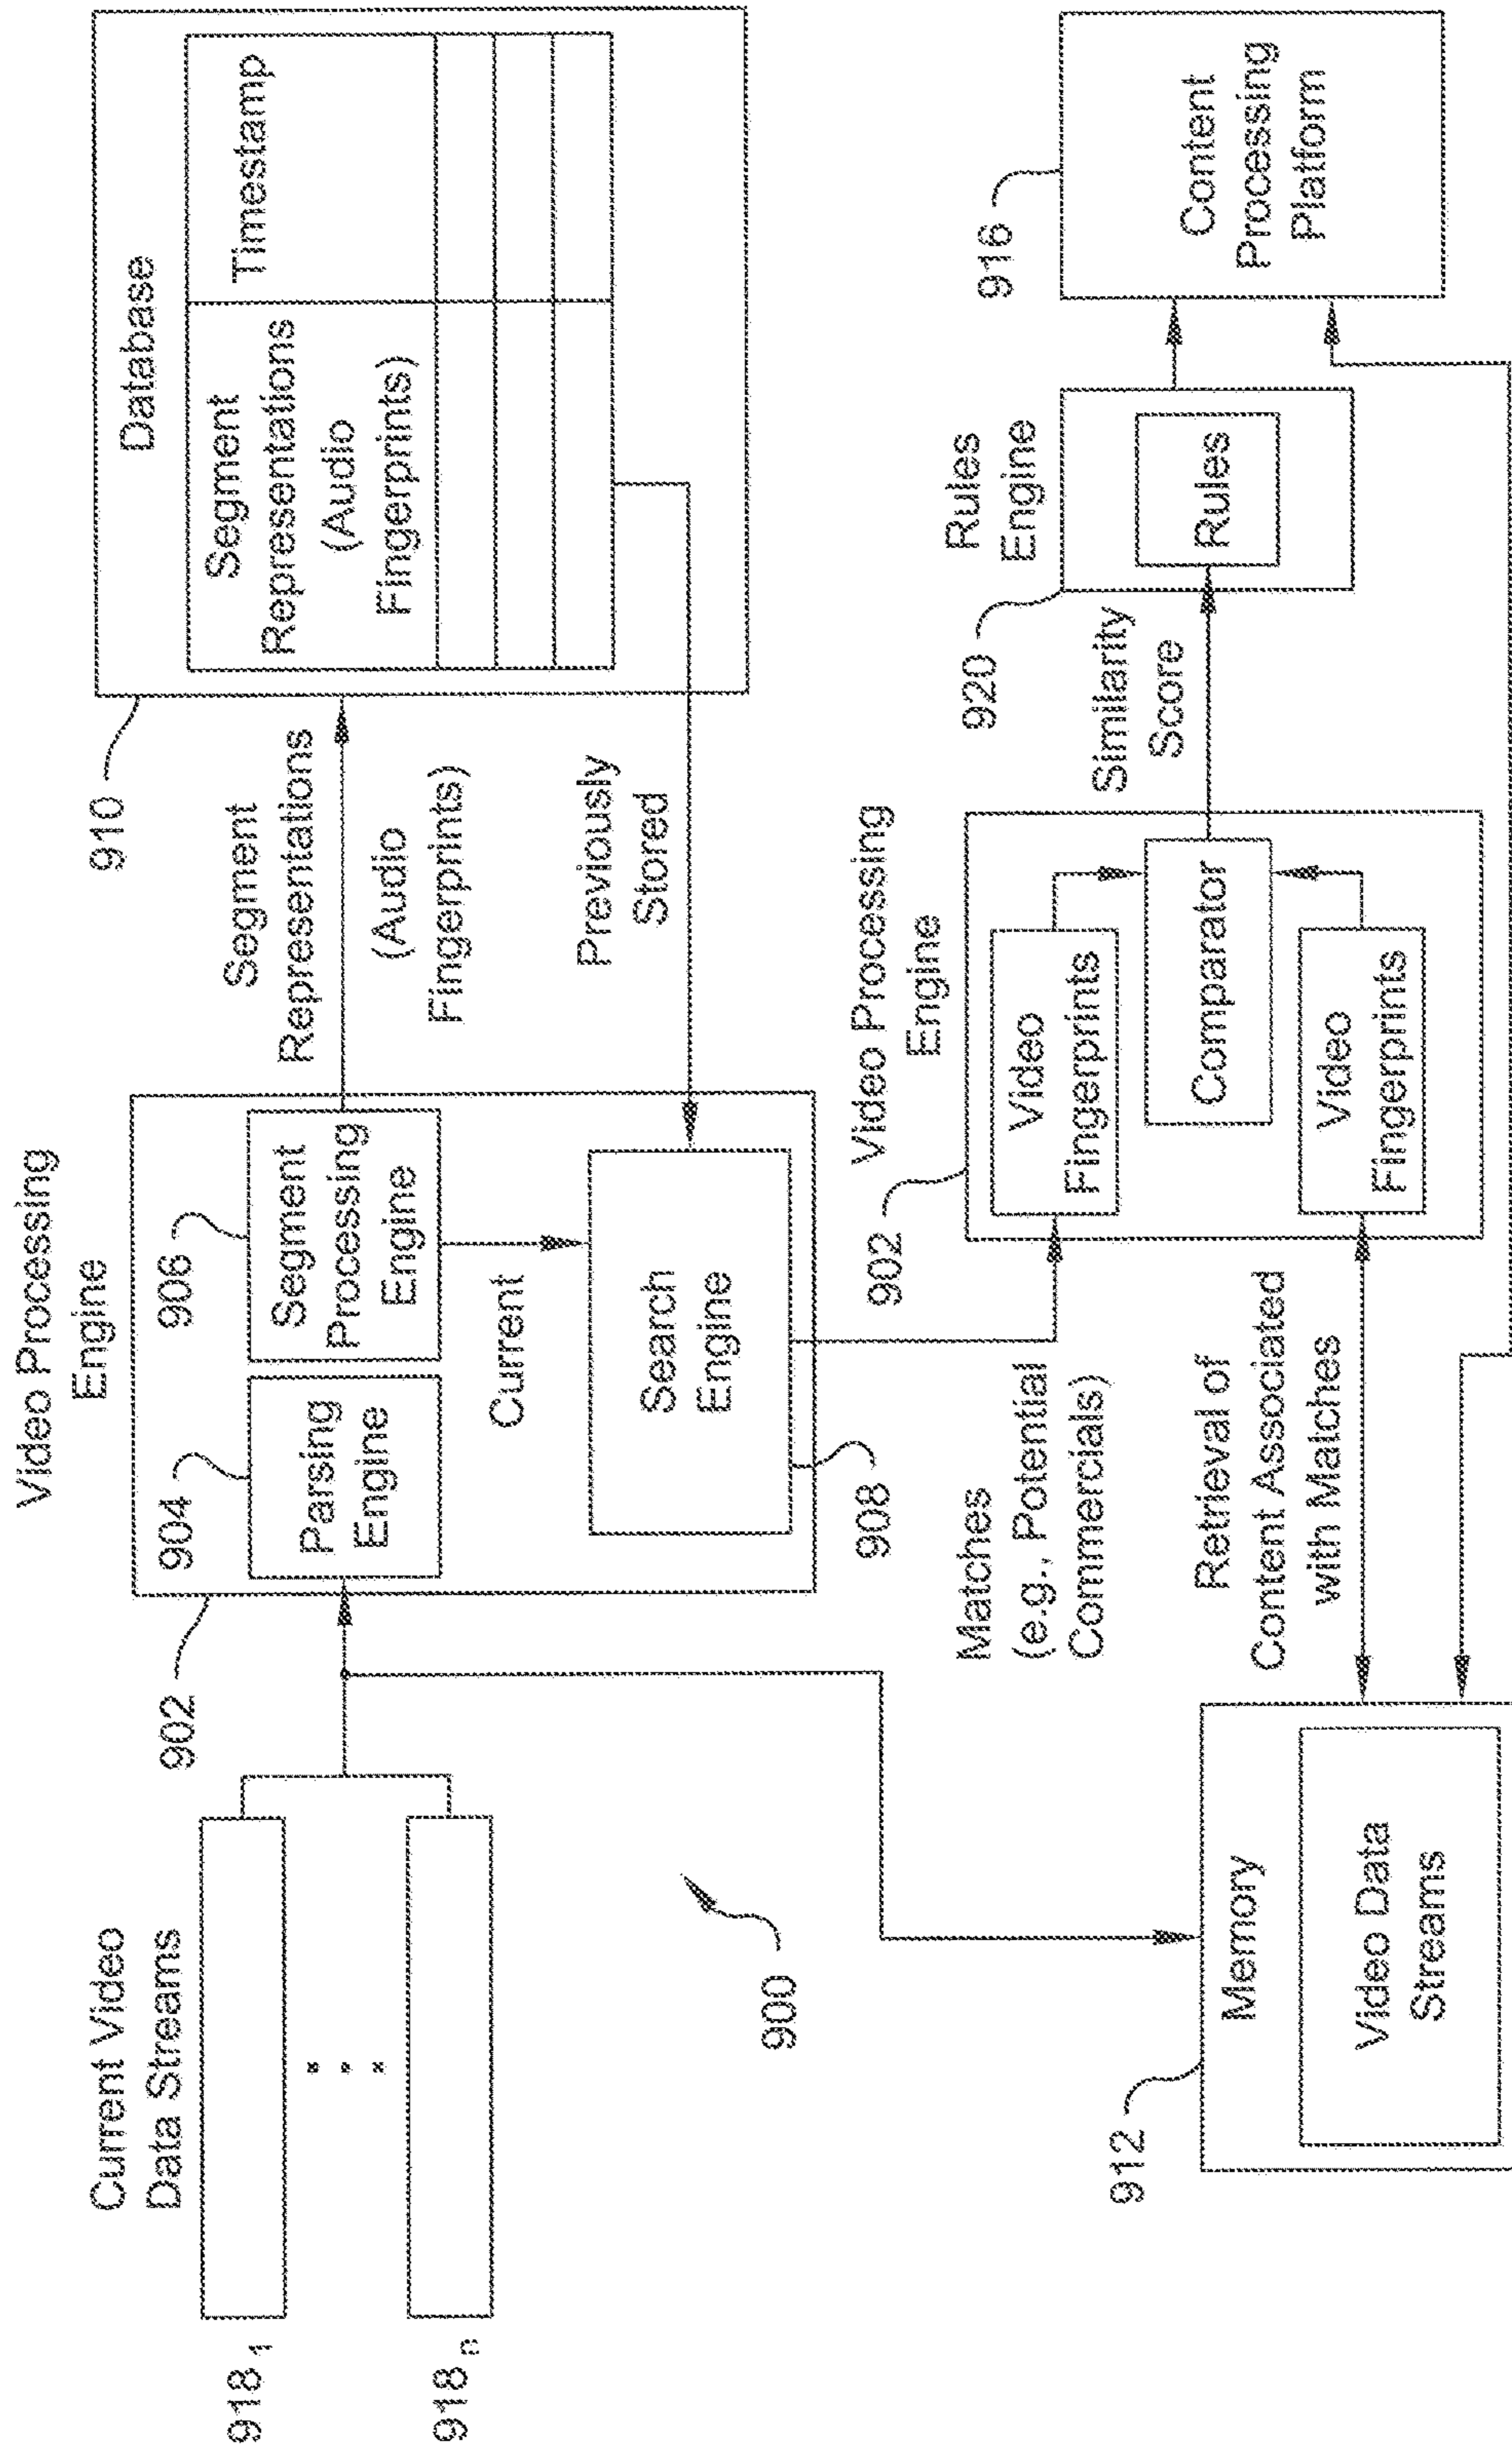 Current Video
Data Streams
918 1
918 n
900
Video Processing
Engine
902
904
906
Parsing
Engine
Segment
Processing
Engine
Current
Search
Engine
908
Segment
Representations
(Audio
Fingerprints)
Previously
Stored
910
Database
Segment
Representations
(Audio
Fingerprints)
Timestamp
912
Memory
Video Data
Streams
Matches
(e.g., Potential
Commercials)
Retrieval of
Content Associated
with Matches
Video Processing
Engine
902
Video
Fingerprints
Comparator
Video
Fingerprints
Similarity
Score
920
Rules
Engine
Rules
916
Content
Processing
Platform